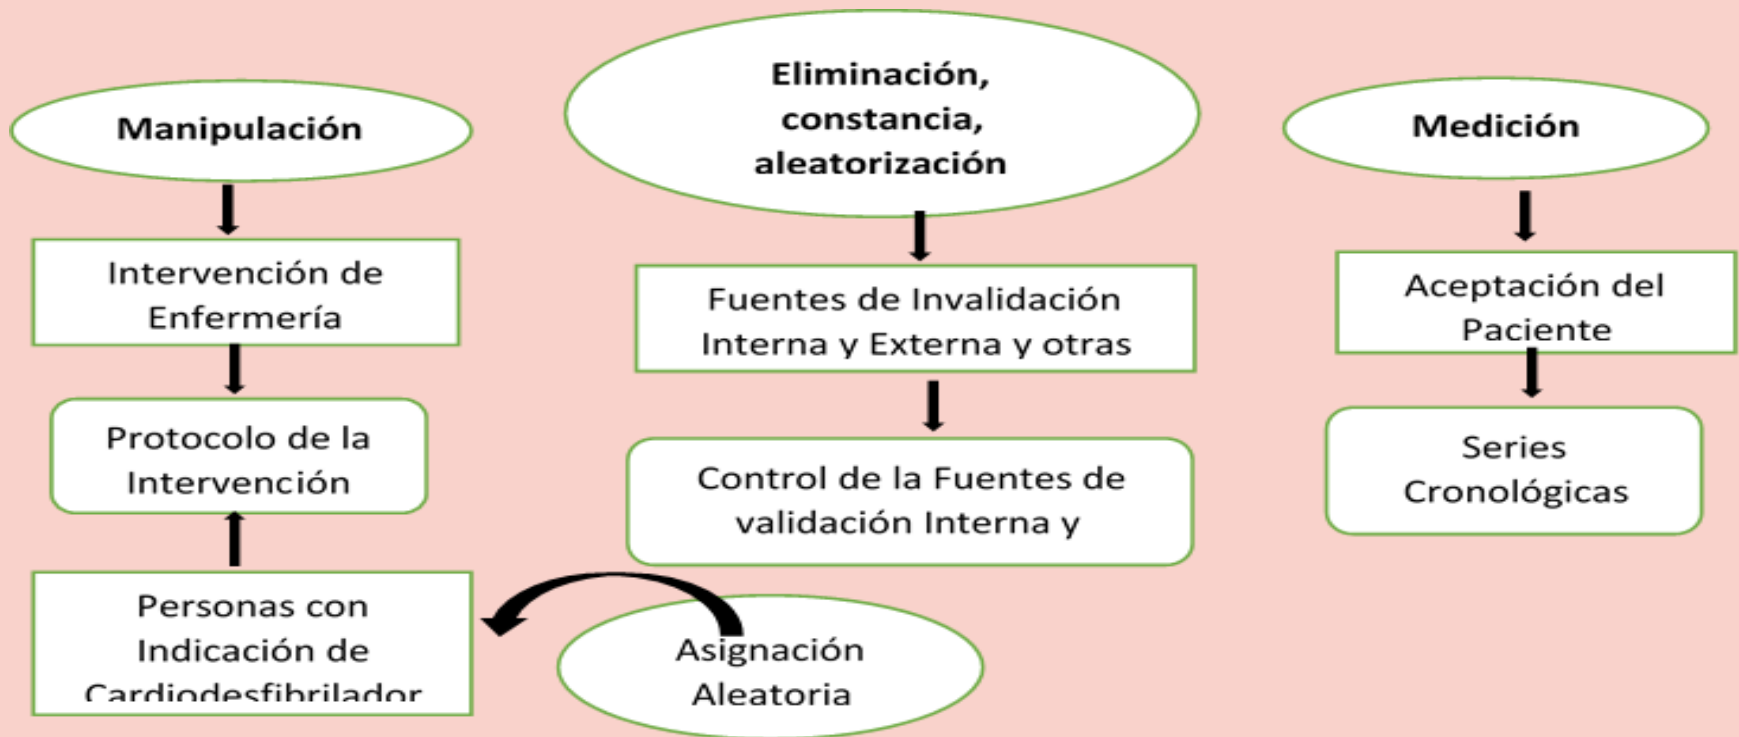 Manipulación
Intervención de
Enfermería
Protocolo de la
Intervención
Personas con
Indicación de
Cardiodesfibrilador
Eliminación,
constancia,
aleatorización
Fuentes de Invalidación
Interna y Externa y otras
Control de la Fuentes de
validación Interna y
Asignación
Aleatoria
Medición
Aceptación del
Paciente
Series
Cronológicas